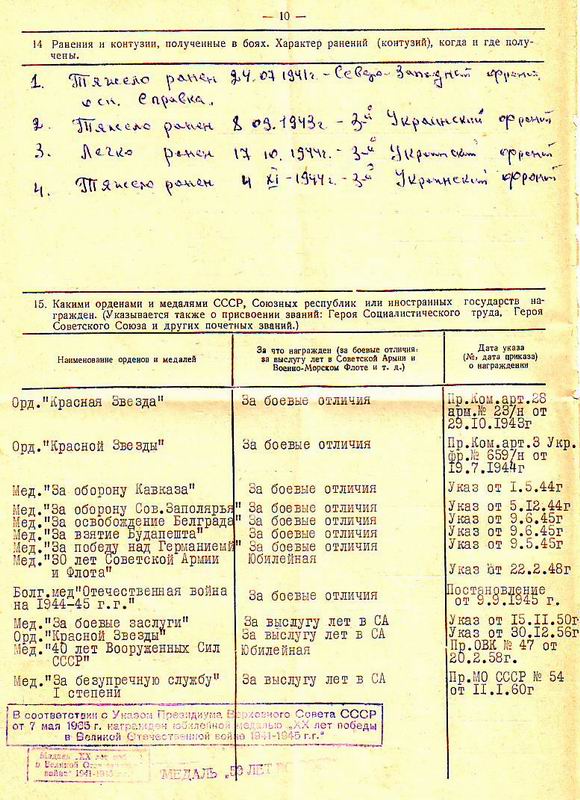 — 10 —
14 Ранения и контузии, полученные в боях. Характер ранений (контузий), когда и где полу-
чены.
1. Тяжело ранен 24.07 1941г. – Северо-Западный фронт,
осн. Справка.
2. Тяжело ранен 8 09.1943г – 3й Украинский фронт
3. Легко ранен 17 10. 1944г. – 3й Украинский фронт
4. Тяжело ранен 4 XI – 1944г. – 3й Украинский фронт
15. Какими орденами и медалями СССР, Союзных республик или иностранных государств на-
гражден. (Указывается также о присвоении званий: Героя Социалистического труда, Героя
Советского Союза и других почетных званий.)
Наименование орденов и медалей
За что награжден (за боевые отличия,
за выслугу лет в Советской Армии и
Военно-Морском Флоте и т. д.)
Дата указа
(№, дата приказа)
о награждении
Орд."Красная Звезда" За боевые отличия Пр.Ком.арт.28
арм.№ 23/н от
29.10.1943г
Орд."Красной Звезды" За боевые отличия Пр.Ком.арт.3 Укр.
фр.№ 659/н от
19.7.1944г
Мед."За оборону Кавказа" За боевые отличия Указ от 1.5.44г
Мед."За оборону Сов.Заполярья" За боевые отличия Указ от 5.12.44г
Мед."За освобождение Белграда" За боевые отличия Указ от 9.6.45г
Мед."За взятие Будапешта" За боевые отличия Указ от 9.6.45г
Мед."За победу над Германией" За боевые отличия Указ от 9.5.45г
Мед."30 лет Советской Армии Юбилейная
и Флота" Указ от 22.2.48г
Болг.мед"Отечественная война Постановление
на 1944-45 г.г." За боевые отличия от 9.9.1945 г.
Мед."За боевые заслуги" За выслугу лет в СА Указ от 15.11.50г
Орд."Красной Звезды" За выслугу лет в СА Указ от 30.12.56г
Мед"40 лет Вооруженных Сил Юбилейная Пр.ОВК № 47 от
СССР" 20.2.58г.
Мед."За безупречную службу" За выслугу лет в СА Пр.МО СССР № 54
I степени от 11.1.60г
В соответствии с Указом Президиума Верховного Совета СССР
от 7 мая 1965 г. награжден юбилейной медалью „XX лет победы
в Великой Отечественной войне 1941-1945 г.г."
Медаль „XX лет
в Великой
войне" 1941-
МЕДАЛЬ „50 ЛЕТ